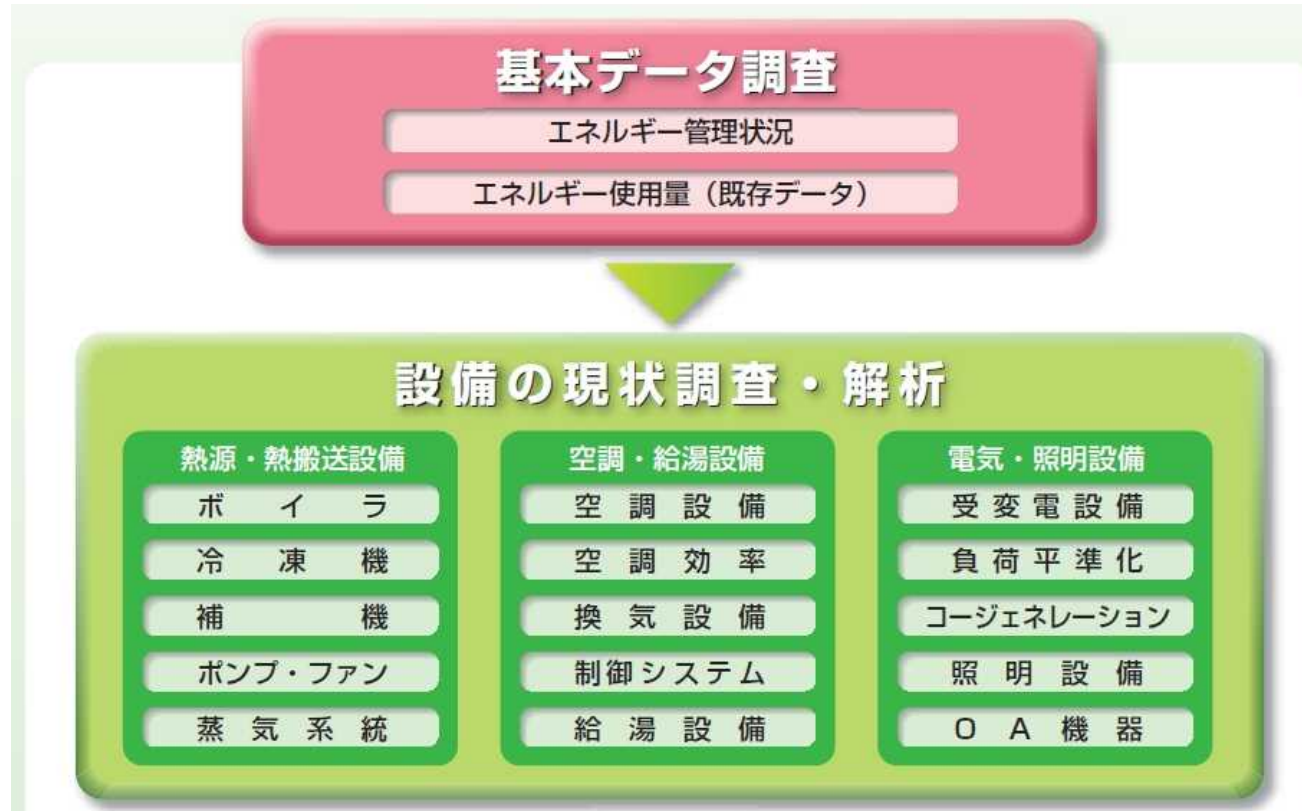 基本データ調査
エネルギー管理状況
エネルギー使用量（既存データ）
設備の現状調査・解析
熱源・熱搬送設備
ボイラ
冷凍機
補機
ポンプ・ファン
蒸気系統
空調・給湯設備
空調設備
空調効率
換気設備
制御システム
給湯設備
電気・照明設備
受変電設備
負荷平準化
コージェネレーション
照明設備
OA機器